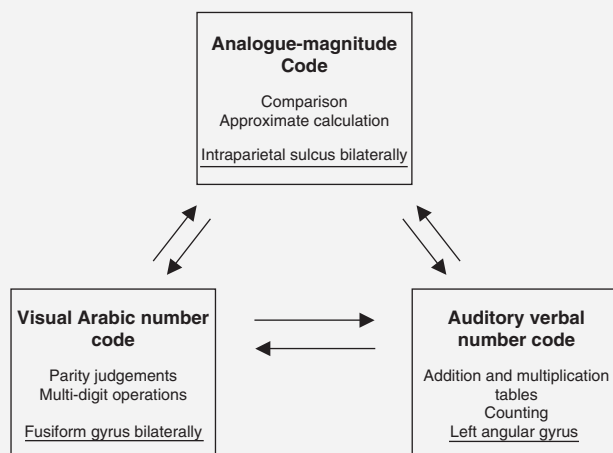 Analogue-magnitude
Code
Comparison
Approximate calculation
Intraparietal sulcus bilaterally
Visual Arabic number
code
Parity judgements
Multi-digit operations
Fusiform gyrus bilaterally
Auditory verbal
number code
Addition and multiplication
tables
Counting
Left angular gyrus